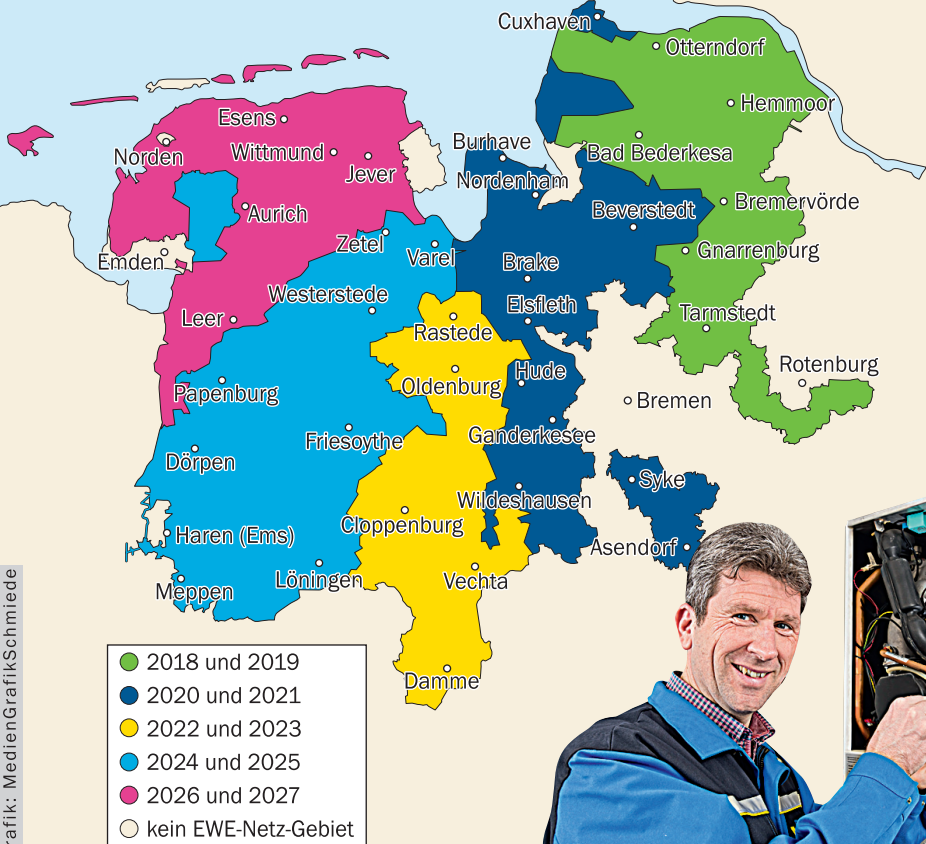 Cuxhaven
Otterndorf
Hemmoor
Esens
Burhave
Norden
Wittmund
Bad Bederkesa
Jever
Nordenham
Aurich
Beverstedt
Bremervörde
Zetel
Varel
Gnarrenburg
Emden
Brake
Westerstede
Elsfleth
Leer
Rastede
Tarmstedt
Hude
Rotenburg
Papenburg
Oldenburg
Bremen
Friesoythe
Ganderkesee
Dörpen
Syke
Wildeshausen
Cloppenburg
Haren (Ems)
Asendorf
Löningen
Vechta
Meppen
Damme
2018 und 2019
2020 und 2021
2022 und 2023
2024 und 2025
2026 und 2027
kein EWE-Netz-Gebiet
rafik: MedienGrafikSchmiede